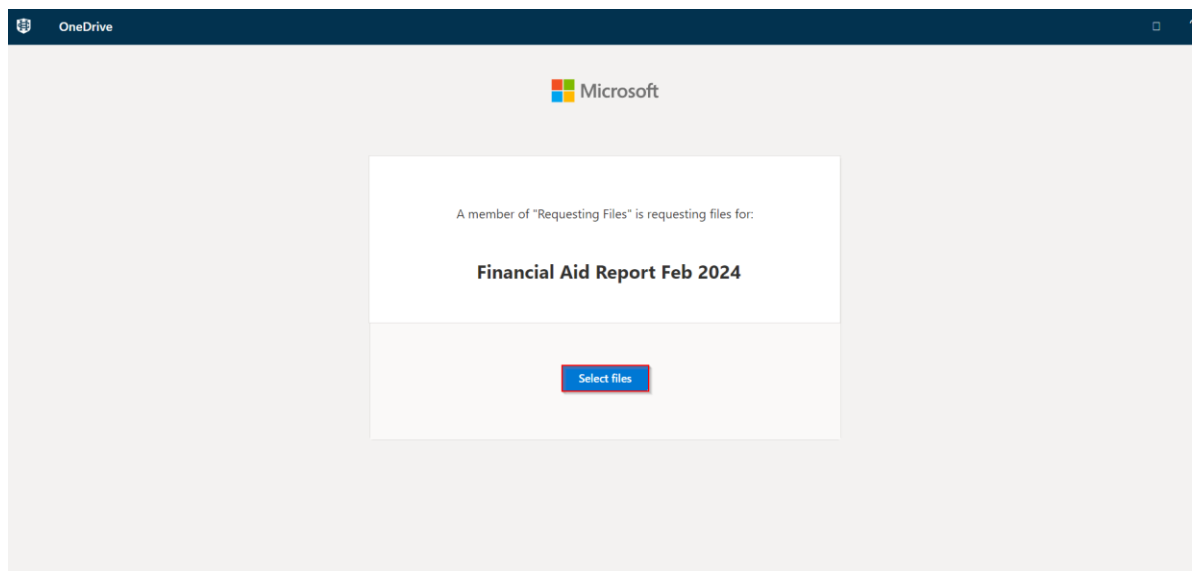 OneDrive
Microsoft
A member of "Requesting Files" is requesting files for:
Financial Aid Report Feb 2024
Select files